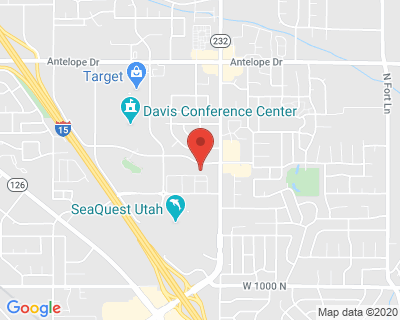 232
Antelope Dr
Antelope Dr
Target
N Fort Ln
Davis Conference Center
15
126
SeaQuest Utah
W 1000 N
Google
Map data ©2020